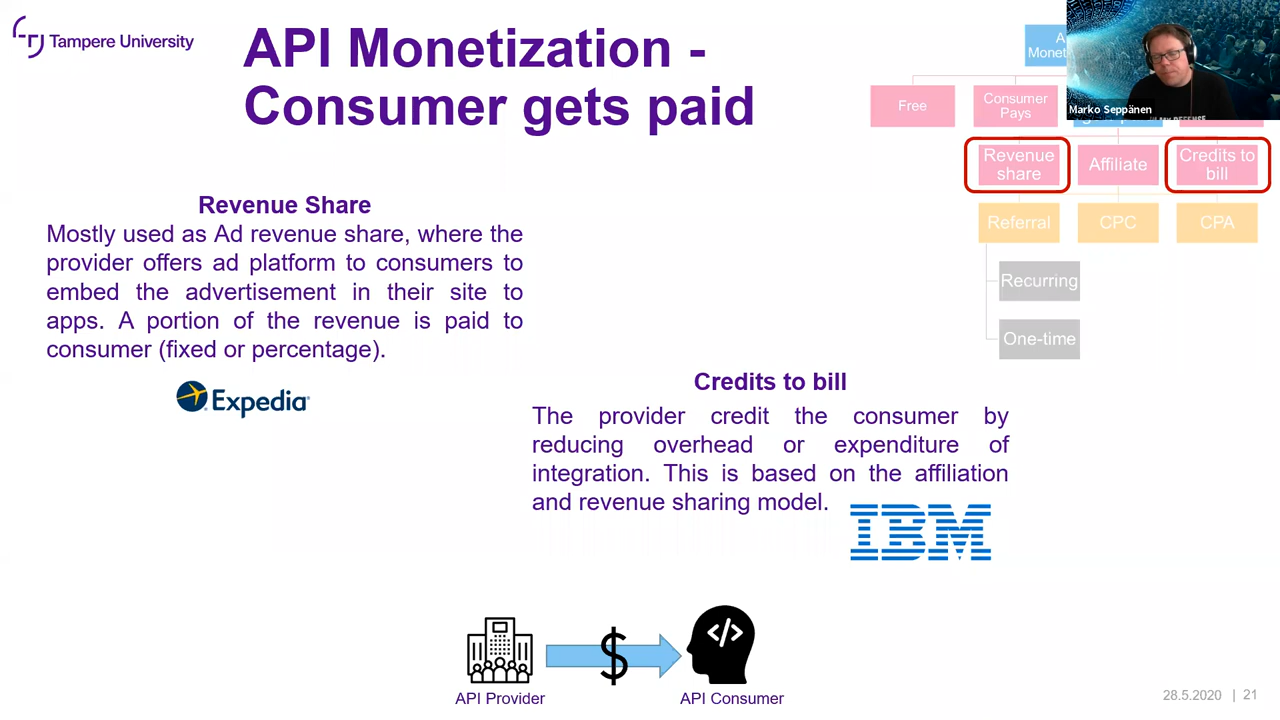 Tampere University
API Monetization -
Consumer gets paid
Marko Seppänen
Free
Consumer
Pays
Revenue
share
Affiliate
Credits to
bill
Referral
CPC
CPA
Recurring
One-time
Revenue Share
Mostly used as Ad revenue share, where the
provider offers ad platform to consumers to
embed the advertisement in their site to
apps. A portion of the revenue is paid to
consumer (fixed or percentage).
Expedia
Credits to bill
The provider credit the consumer by
reducing overhead or expenditure of
integration. This is based on the affiliation
and revenue sharing model.
IBM
</>
$
API Provider
API Consumer
28.5.2020 | 21